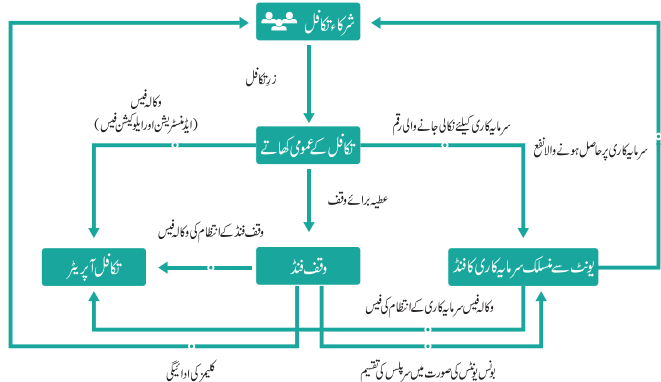 شرکاء تکافل
زرِ تکافل
وکالہ فیس
(ایڈمنسٹریشن اور ایلوکیشن فیس)
سرمایہ کاری کیلئے نکالی جانے والی رقم
تکافل کے عمومی کھاتے
سرمایہ کاری پر حاصل ہونے والا نفع
عطیہ برائے وقف
وقف فنڈ کے انتظام کی وکالہ فیس
یونٹ سے منسلک سرمایہ کاری کا فنڈ
وقف فنڈ
تکافل آپریٹر
وکالہ فیس سرمایہ کاری کے انتظام کی فیس
کلیمز کی ادائیگی
بونس یونٹس کی صورت میں سرپلس کی تقسیم